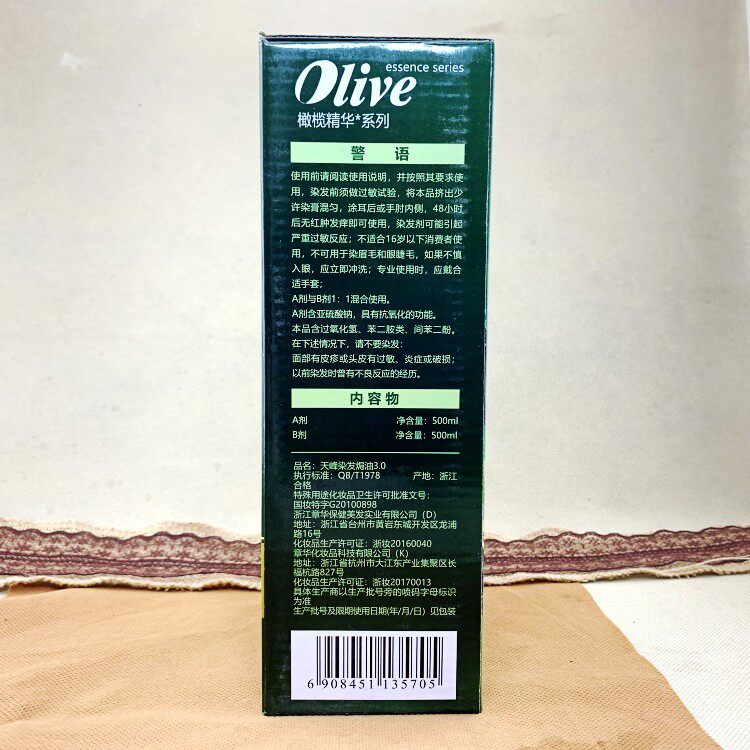 Olive
essence series
橄榄精华*系列
警 语
使用前请阅读使用说明，并按照其要求使
用，染发前须做过敏试验，将本品挤出少
许染膏混匀，涂耳后或手肘内侧，48小时
后无红肿发痒即可使用，染发剂可能引起
严重过敏反应；不适合16岁以下消费者使
用，不可用于染眉毛和眼睫毛，如果不慎
入眼，应立即冲洗；专业使用时，应戴合
适手套；
A剂与B剂1：1混合使用。
A剂含亚硫酸钠，具有抗氧化的功能。
本品含过氧化氢、苯二胺类、间苯二酚。
在下述情况下，请不要染发：
面部有皮疹或头皮有过敏、炎症或破损；
以前染发时曾有不良反应的经历。
内容物
A剂 净含量：500ml
B剂 净含量：500ml
品名：天峰染发焗油3.0
执行标准：QB/T1978 产地：浙江
合格
特殊用途化妆品卫生许可批准文号：
国妆特字G20100898
浙江章华保健美发实业有限公司（D）
地址：浙江省台州市黄岩东城开发区龙浦
路16号
化妆品生产许可证：浙妆20160040
章华化妆品科技有限公司（K）
地址：浙江省杭州市大江东产业集聚区长
福杭路827号
化妆品生产许可证：浙妆20170013
具体生产商以生产批号旁的喷码字母标识
为准
生产批号及限期使用日期(年/月/日）见包装
6 908451 135705